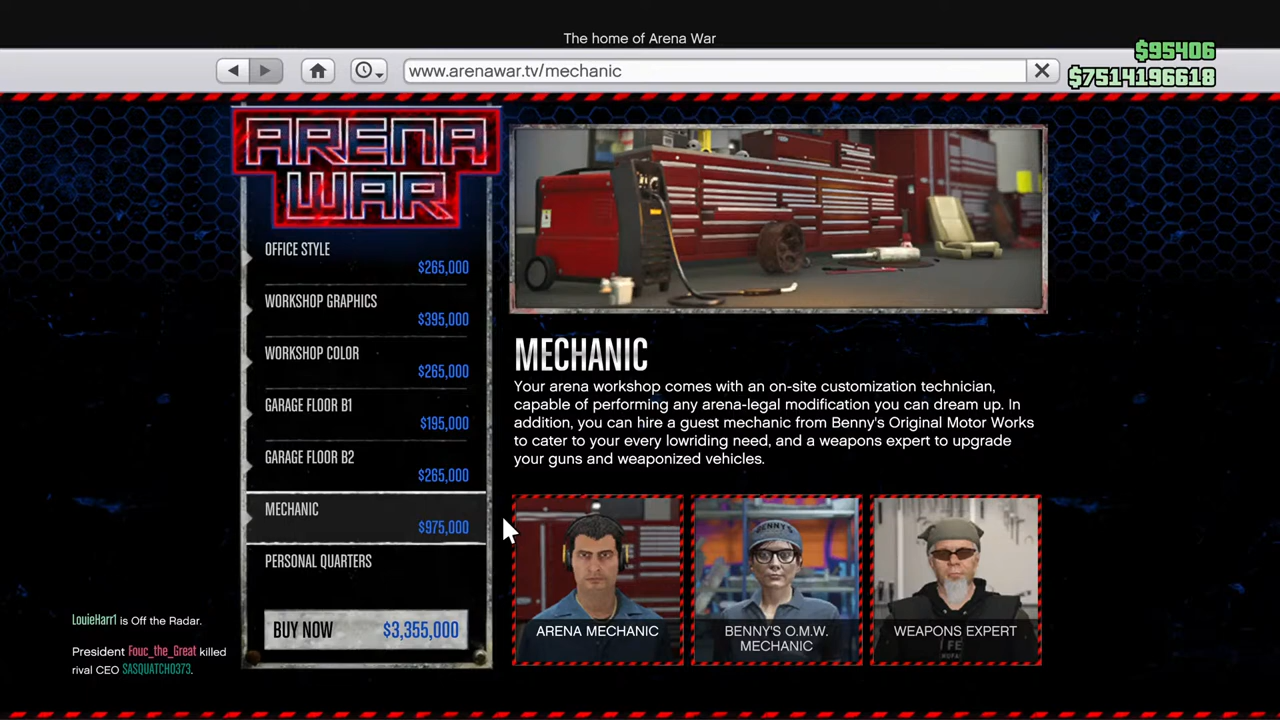 The home of Arena War
$95406
www.arenawar.tv/mechanic
$7514196618
ARENA
WAR
OFFICE STYLE
$265,000
WORKSHOP GRAPHICS
$395,000
WORKSHOP COLOR
$265,000
GARAGE FLOOR B1
$195,000
GARAGE FLOOR B2
$265,000
MECHANIC
$975,000
PERSONAL QUARTERS
BUY NOW $3,355,000
MECHANIC
Your arena workshop comes with an on-site customization technician,
capable of performing any arena-legal modification you can dream up. In
addition, you can hire a guest mechanic from Benny's Original Motor Works
to cater to your every lowriding need, and a weapons expert to upgrade
your guns and weaponized vehicles.
ARENA MECHANIC
BENNY'S
BENNY'S O.M.W.
MECHANIC
WEAPONS EXPERT
LouieHarr1 is Off the Radar.
President Fouc_the_Great killed
rival CEO SASQUATCH0373.